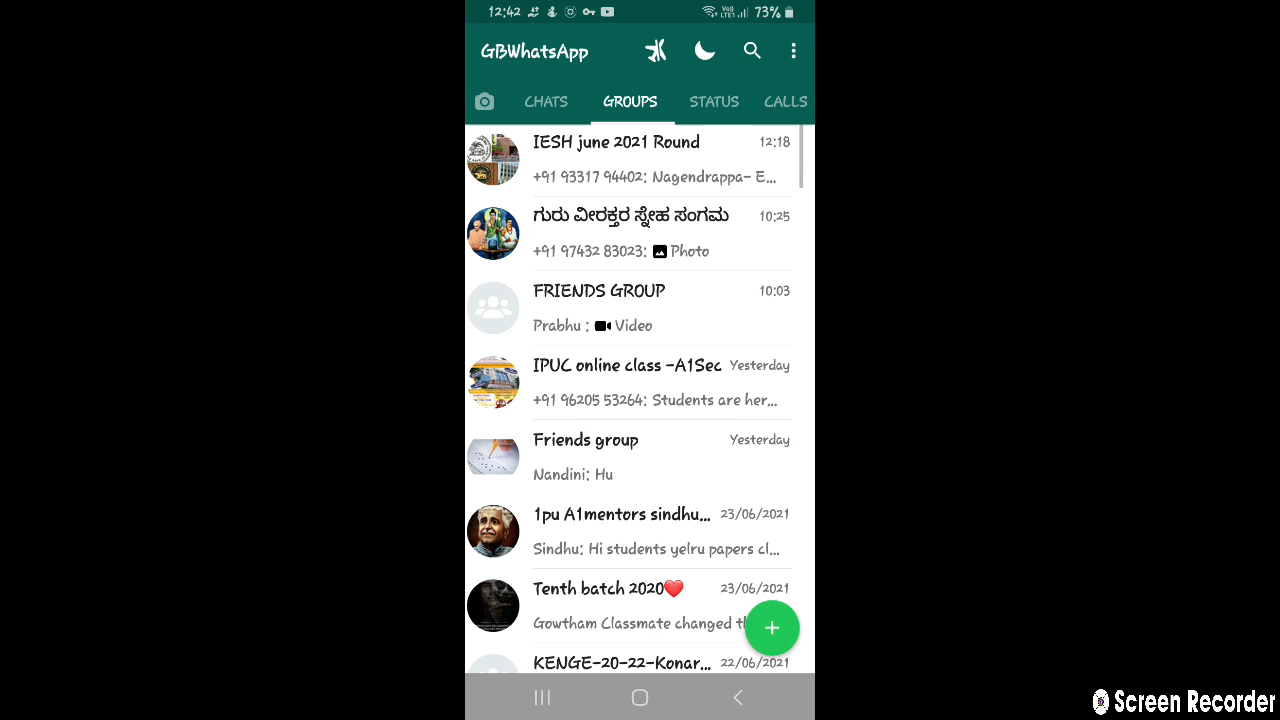 12:42 73%
GBWhatsApp
CHATS GROUPS STATUS CALLS
IESH june 2021 Round 12:18
+91 93317 94402: Nagendrappa- E...
ಗುರು ವೀರಕ್ತರ ಸ್ನೇಹ ಸಂಗಮ 10:25
+91 97432 83023: Photo
FRIENDS GROUP 10:03
Prabhu : Video
IPUC online class -A1Sec Yesterday
+91 96205 53264: Students are her...
Friends group Yesterday
Nandini: Hu
1pu A1mentors sindhu... 23/06/2021
Sindhu: Hi students yelru papers cl...
Tenth batch 2020❤️ 23/06/2021
Gowtham Classmate changed
KENGE-20-22-Konar... 22/06/2021
Screen Recorder